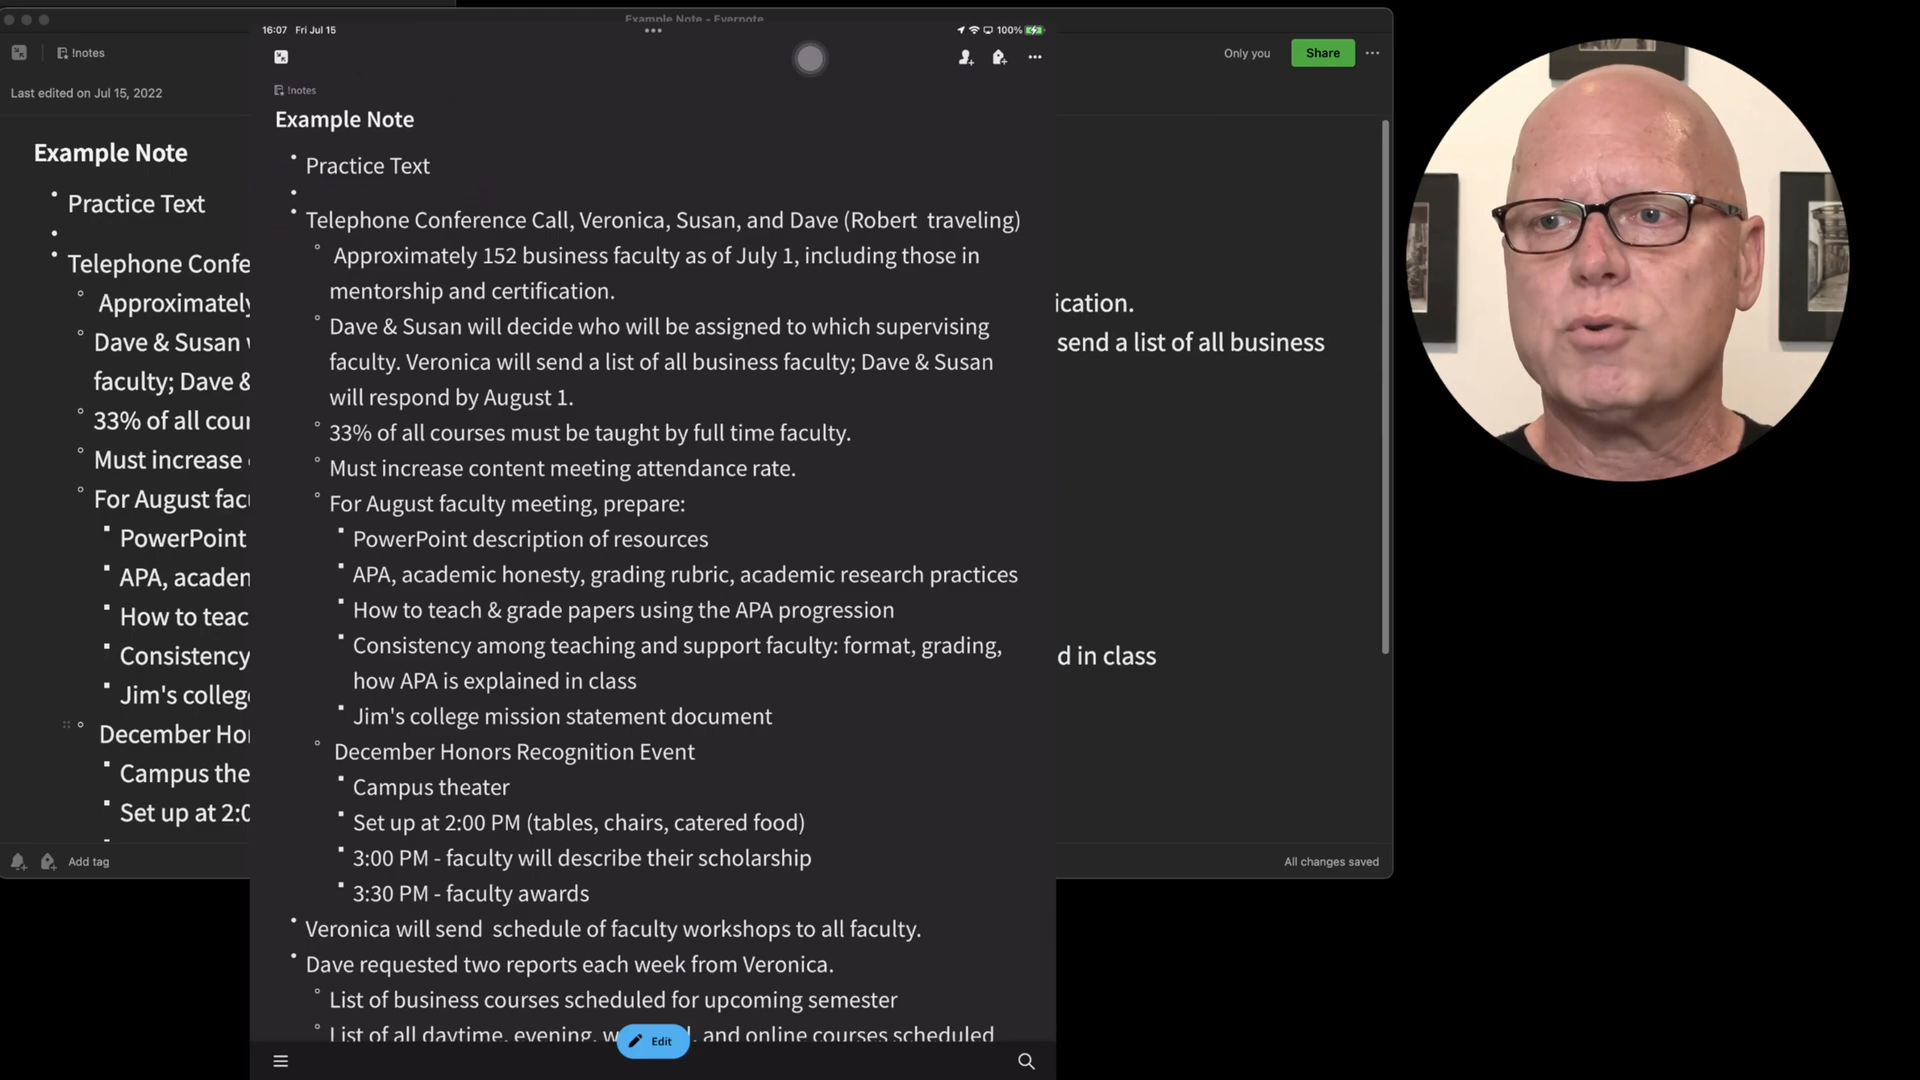 Example Note - Evernote
!notes
Only you
Share
Last edited on Jul 15, 2022
Example Note
Practice Text
Telephone Confe
Approximately
Dave & Susan
faculty; Dave &
33% of all cour
Must increase
For August facu
PowerPoint
APA, academ
How to teac
Consistency
Jim's colleg
December Hon
Campus the
Set up at 2:0
Add tag
16:07 Fri Jul 15
100%
!notes
Example Note
Practice Text
Telephone Conference Call, Veronica, Susan, and Dave (Robert traveling)
Approximately 152 business faculty as of July 1, including those in
mentorship and certification.
Dave & Susan will decide who will be assigned to which supervising
faculty. Veronica will send a list of all business faculty; Dave & Susan
will respond by August 1.
33% of all courses must be taught by full time faculty.
Must increase content meeting attendance rate.
For August faculty meeting, prepare:
PowerPoint description of resources
APA, academic honesty, grading rubric, academic research practices
How to teach & grade papers using the APA progression
Consistency among teaching and support faculty: format, grading,
how APA is explained in class
Jim's college mission statement document
December Honors Recognition Event
Campus theater
Set up at 2:00 PM (tables, chairs, catered food)
3:00 PM - faculty will describe their scholarship
3:30 PM - faculty awards
Veronica will send schedule of faculty workshops to all faculty.
Dave requested two reports each week from Veronica.
List of business courses scheduled for upcoming semester
List of all daytime, evening, w , and online courses scheduled
Edit
ication.
send a list of all business
d in class
All changes saved